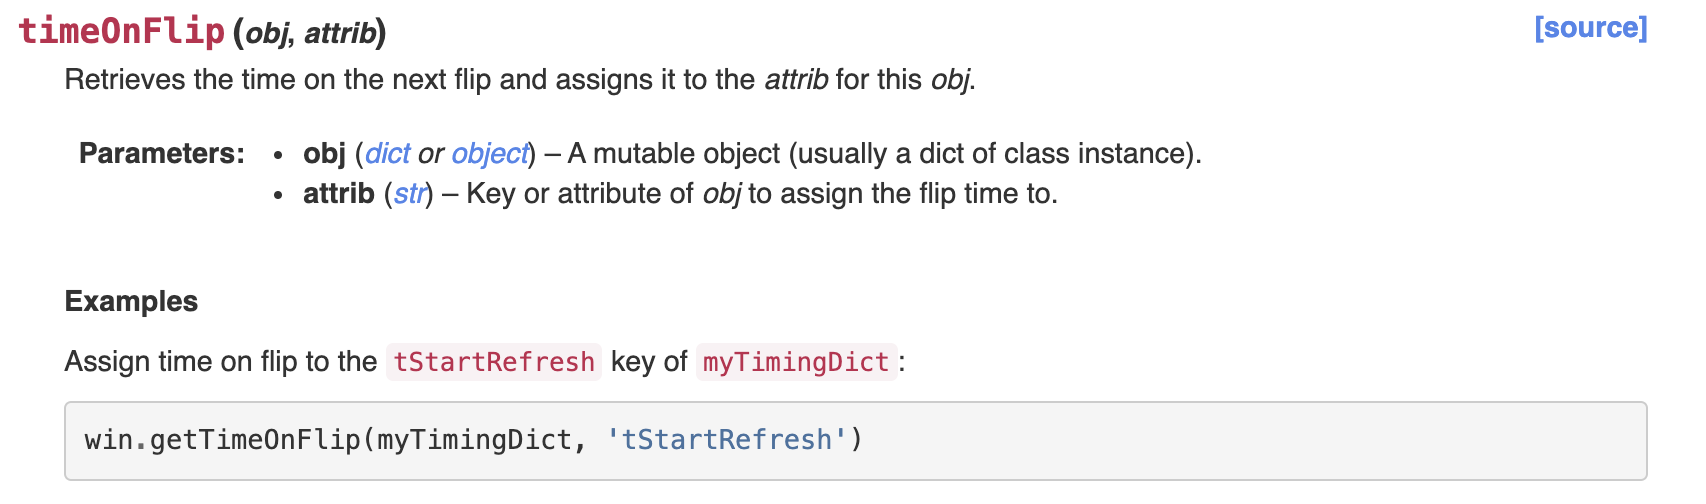 timeOnFlip (obj, attrib) [source]
Retrieves the time on the next flip and assigns it to the attrib for this obj.
Parameters: • obj (dict or object) – A mutable object (usually a dict of class instance).
• attrib (str) – Key or attribute of obj to assign the flip time to.
Examples
Assign time on flip to the tStartRefresh key of myTimingDict:
win.getTimeOnFlip(myTimingDict, 'tStartRefresh')